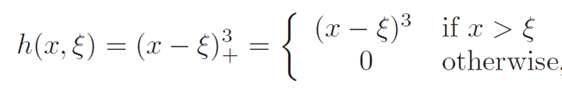 h(x, ξ) = (x − ξ)³₊ = { (x − ξ)³ if x > ξ
0 otherwise,